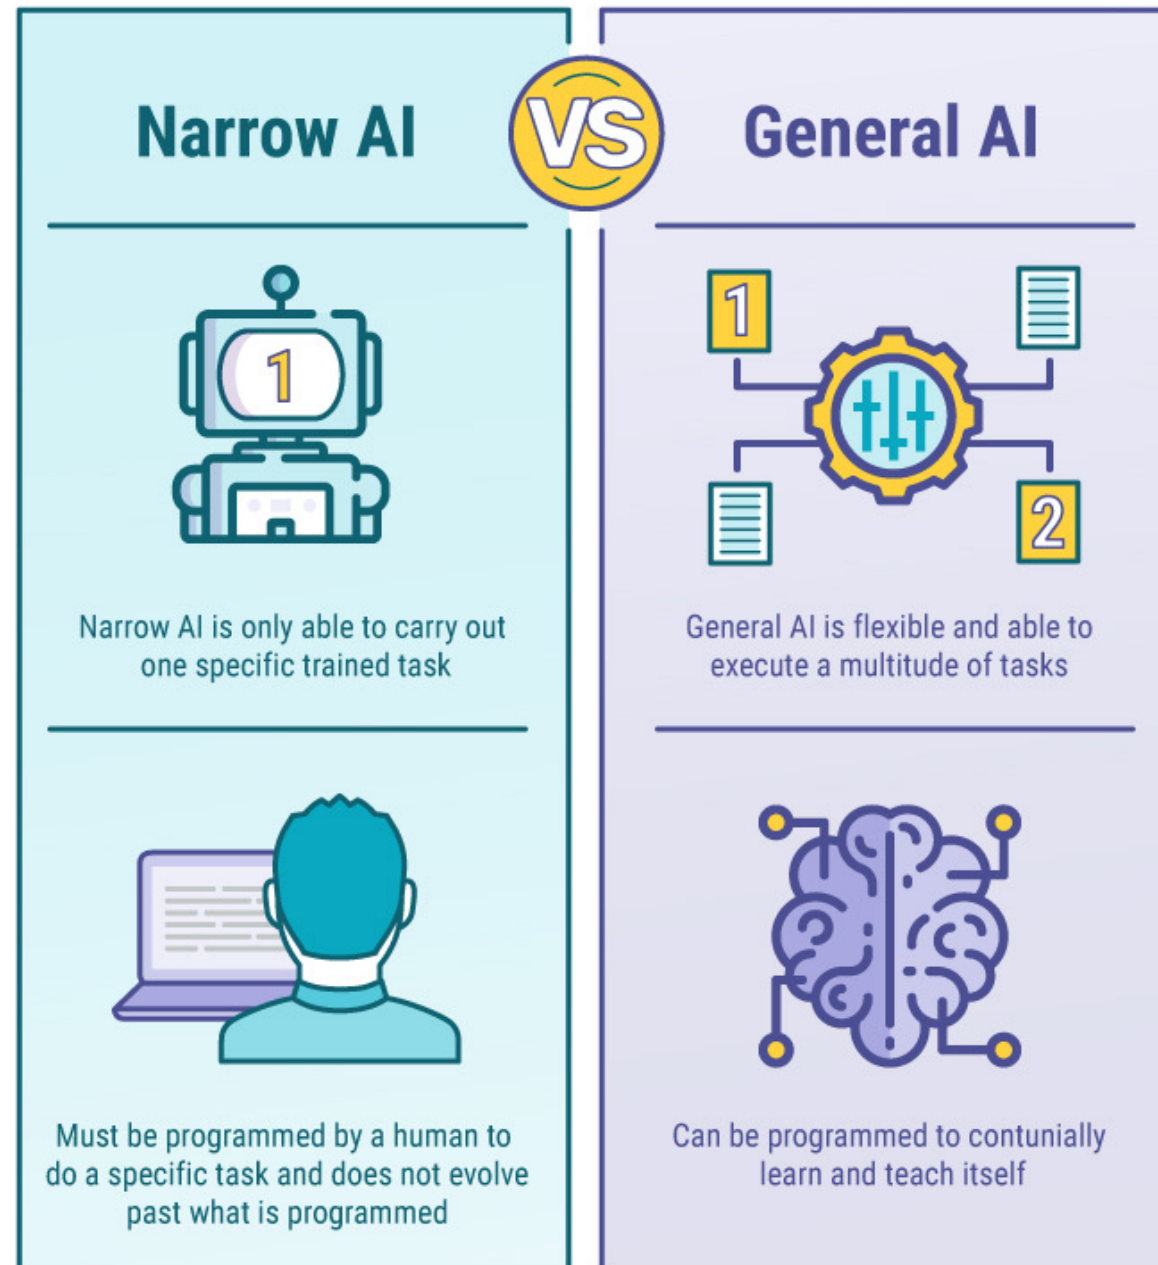 Narrow AI
VS
General AI
1
Narrow AI is only able to carry out
one specific trained task
1
2
General AI is flexible and able to
execute a multitude of tasks
Must be programmed by a human to
do a specific task and does not evolve
past what is programmed
Can be programmed to contunially
learn and teach itself